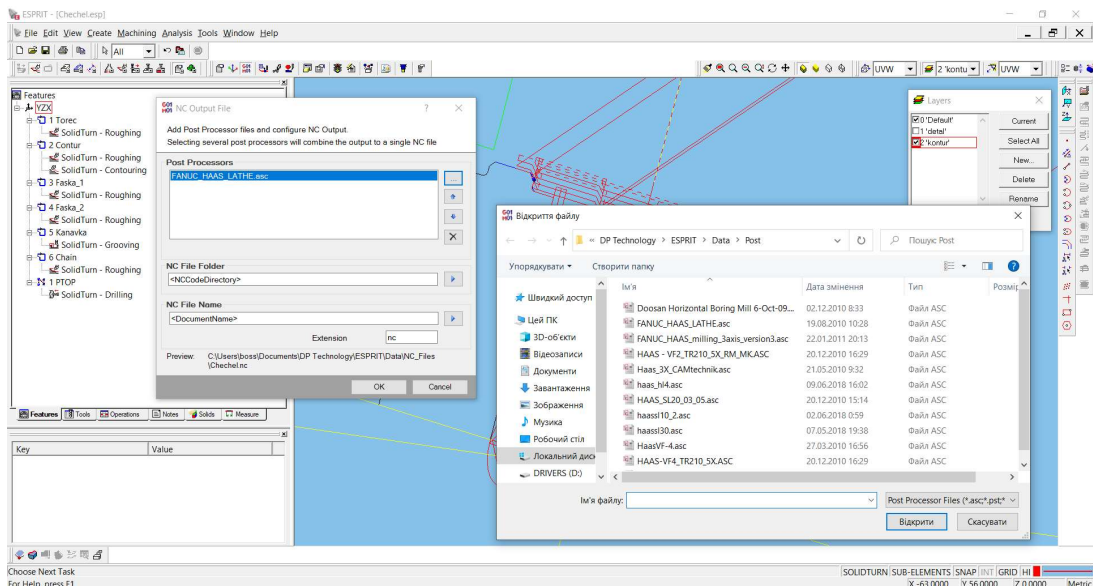 ESPRIT - [Chechel.esp]
File Edit View Create Machining Analysis Tools Window Help
All
UVW
2 'kontu
UVW
Features
YZX
1 Torec
SolidTurn - Roughing
2 Contur
SolidTurn - Roughing
SolidTurn - Contouring
3 Faska_1
SolidTurn - Roughing
4 Faska_2
SolidTurn - Roughing
5 Kanavka
SolidTurn - Grooving
6 Chain
SolidTurn - Roughing
1 PTOP
SolidTurn - Drilling
Features Tools Operations Notes Solids Measure
Key Value
NC Output File
Add Post Processor files and configure NC Output.
Selecting several post processors will combine the output to a single NC file
Post Processors
FANUC_HAAS_LATHE.asc
...
NC File Folder
<NCCodeDirectory>
NC File Name
<DocumentName>
Extension nc
Preview: C:\Users\boss\Documents\DP Technology\ESPRIT\Data\NC_Files
\Chechel.nc
OK Cancel
Layers
0 'Default'
1 'detal'
2 'kontur'
Current
Select All
New...
Delete
Rename
Відкриття файлу
« DP Technology > ESPRIT > Data > Post
Пошук: Post
Упорядкувати Створити папку
Швидкий доступ
Цей ПК
3D-об'єкти
Відеозаписи
Документи
Завантаження
Зображення
Музика
Робочий стіл
Локальний диск
DRIVERS (D:)
Ім'я Дата змінення Тип Розмір
Doosan Horizontal Boring Mill 6-Oct-09... 02.12.2010 8:33 Файл ASC
FANUC_HAAS_LATHE.asc 19.08.2010 10:28 Файл ASC
FANUC_HAAS_milling_3axis_version3.asc 22.01.2011 20:13 Файл ASC
HAAS - VF2_TR210_5X_RM_MK.ASC 20.12.2010 16:29 Файл ASC
Haas_3X_CAMtechnik.asc 21.05.2010 9:32 Файл ASC
haas_hl4.asc 09.06.2018 16:02 Файл ASC
HAAS_SL20_03_05.asc 20.12.2010 15:14 Файл ASC
haassl10_2.asc 02.06.2018 0:59 Файл ASC
haassl30.asc 07.05.2018 19:38 Файл ASC
HaasVF-4.asc 27.03.2010 16:56 Файл ASC
HAAS-VF4_TR210_5X.ASC 20.12.2010 16:29 Файл ASC
Ім'я файлу:
Post Processor Files (*.asc;*.pst;*
Відкрити Скасувати
Choose Next Task
SOLIDTURN SUB-ELEMENTS SNAP INT GRID HI
For Help, press F1
X -63.0000 Y 56.0000 Z 0.0000 Metric